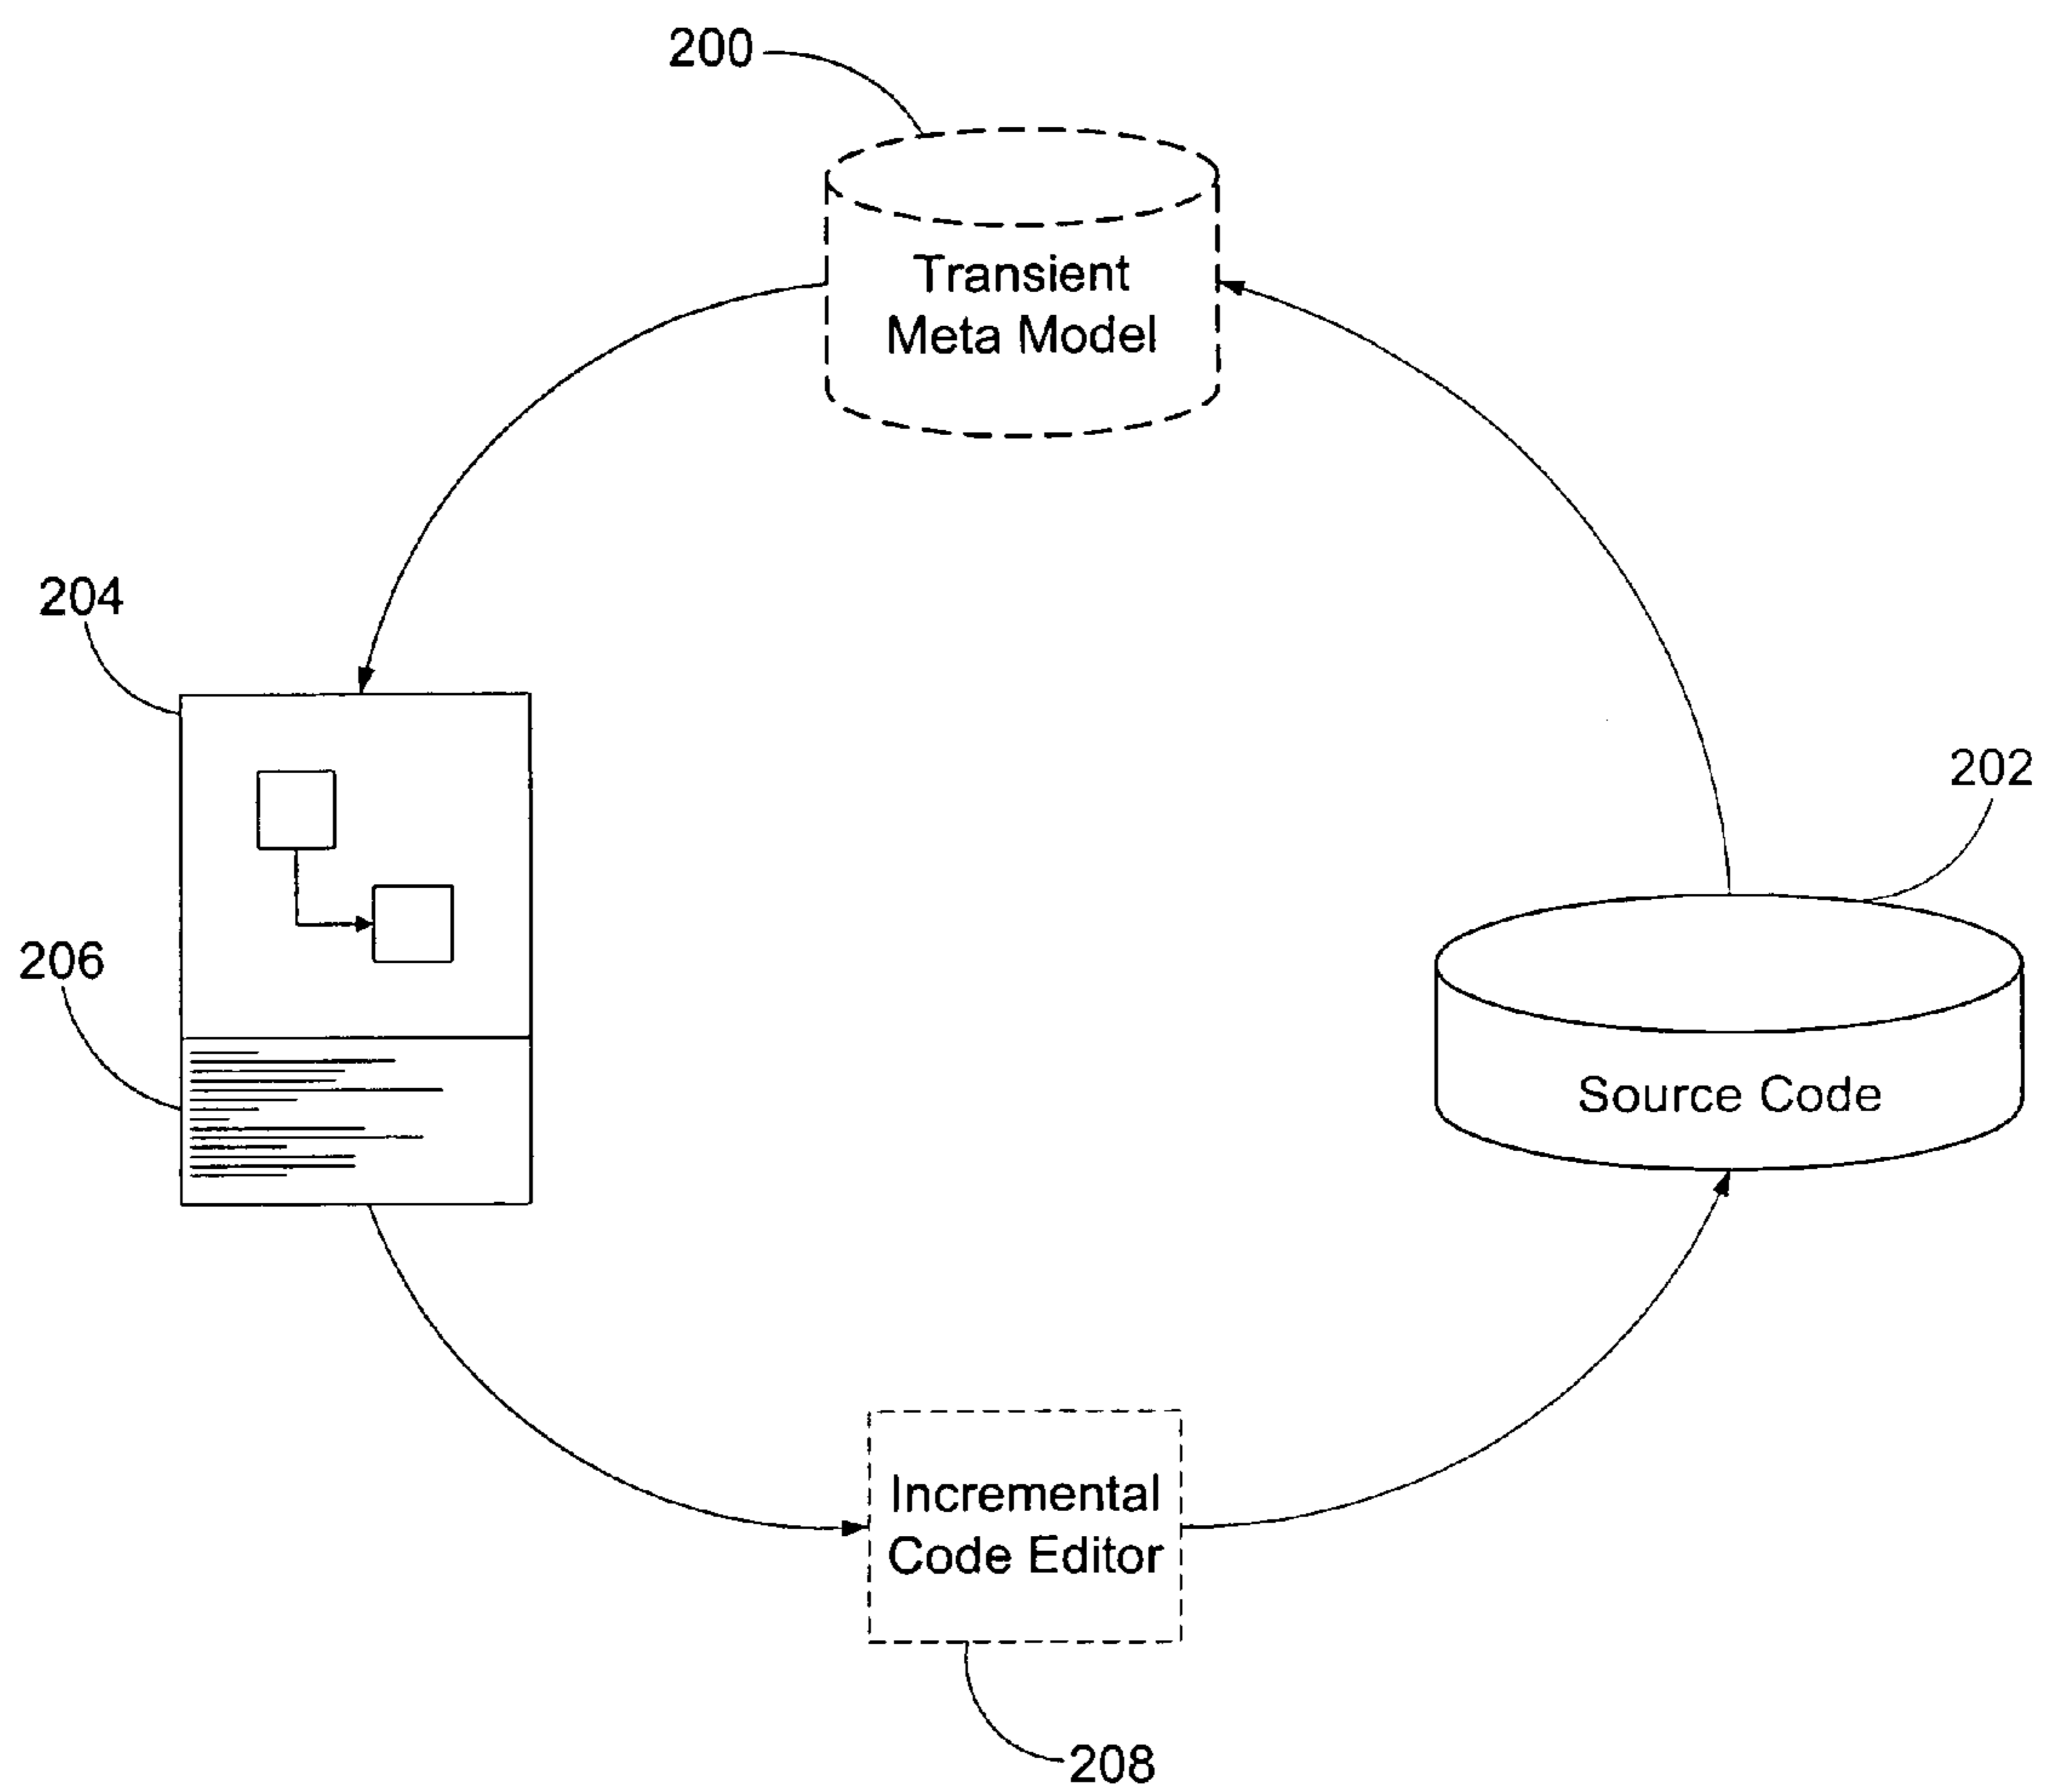 200
Transient
Meta Model
204
202
206
Source Code
Incremental
Code Editor
208